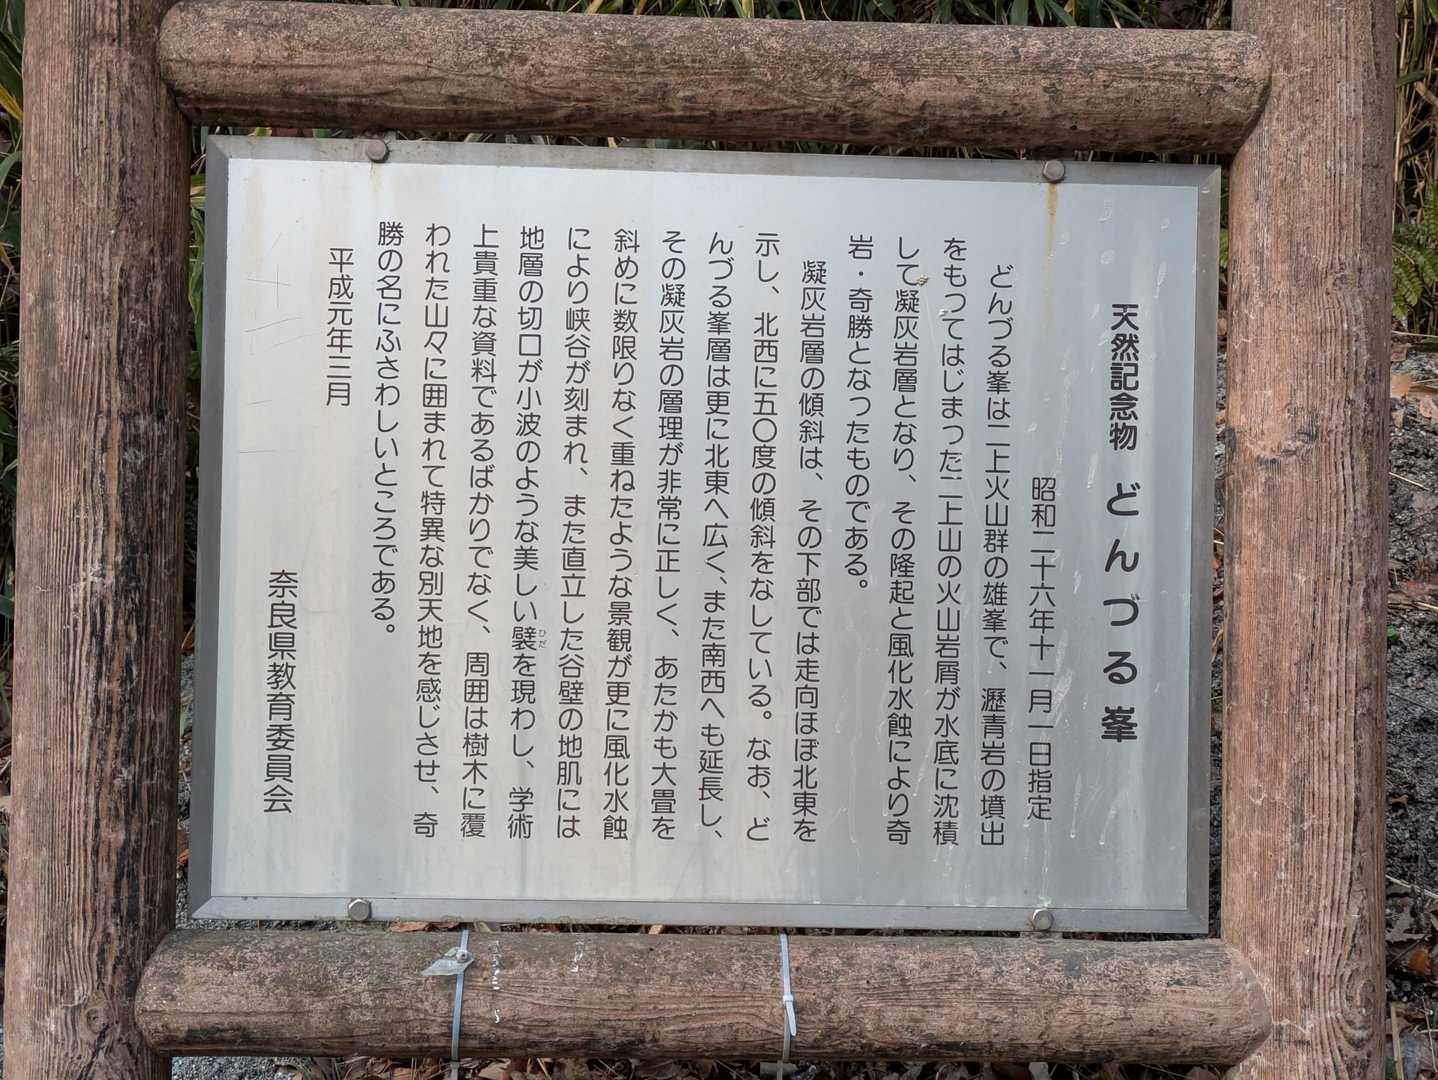 天然記念物 どんづる峯
昭和二十六年十一月一日指定
どんづる峯は二上火山群の雄峯で、瀝青岩の墳出
をもつてはじまつた二上山の火山岩屑が水底に沈積
して凝灰岩層となり、その隆起と風化水蝕により奇
岩・奇勝となつたものである。
凝灰岩層の傾斜は、その下部では走向ほぼ北東を
示し、北西に五〇度の傾斜をなしている。なお、ど
んづる峯層は更に北東へ広く、また南西へも延長し、
その凝灰岩の層理が非常に正しく、あたかも大畳を
斜めに数限りなく重ねたような景観が更に風化水蝕
により峡谷が刻まれ、また直立した谷壁の地肌には
地層の切口が小波のような美しい襞ひだを現わし、学術
上貴重な資料であるばかりでなく、周囲は樹木に覆
われた山々に囲まれて特異な別天地を感じさせ、奇
勝の名にふさわしいところである。
平成元年三月
奈良県教育委員会